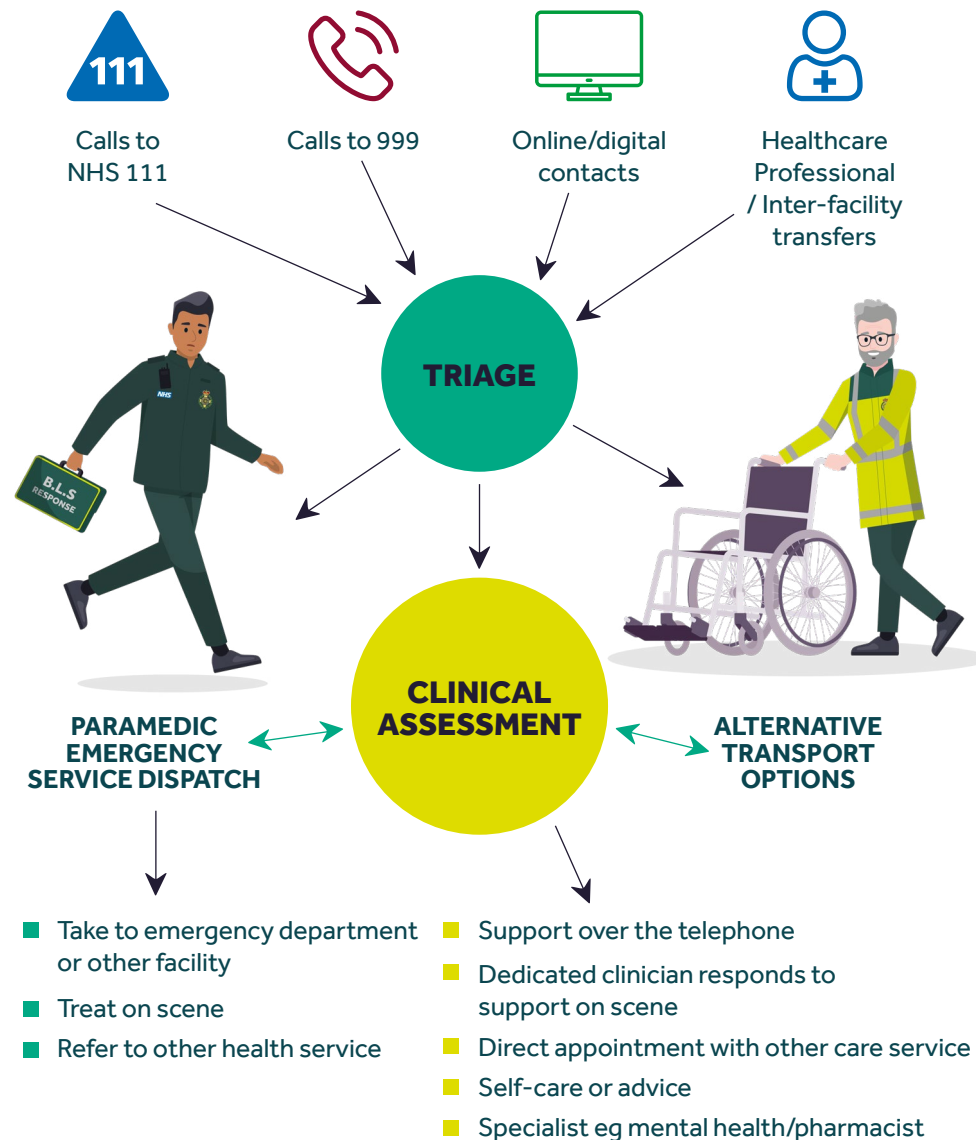 111
Calls to
NHS 111
Calls to 999
Online/digital
contacts
Healthcare
Professional
/ Inter-facility
transfers
TRIAGE
NHS
B.L.S
RESPONSE
CLINICAL
ASSESSMENT
PARAMEDIC
EMERGENCY
SERVICE DISPATCH
ALTERNATIVE
TRANSPORT
OPTIONS
Take to emergency department
or other facility
Treat on scene
Refer to other health service
Support over the telephone
Dedicated clinician responds to
support on scene
Direct appointment with other care service
Self-care or advice
Specialist eg mental health/pharmacist